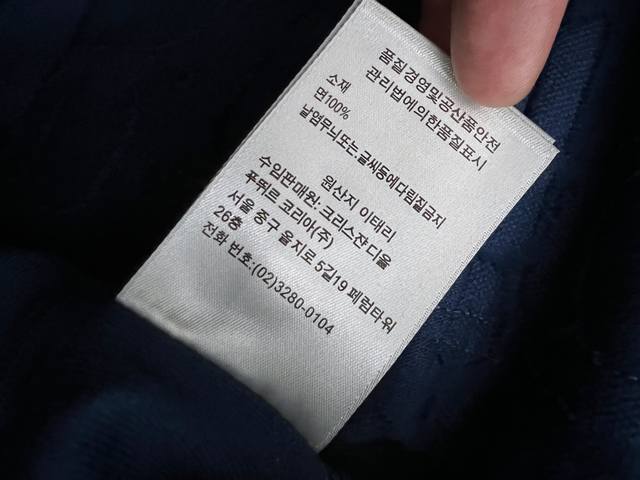 품질경영및공산품안전
관리법에의한품질표시
소재
면100%
날염무늬또는.글씨등에다림질금지
원산지 이태리
수입판매원: 크리스쟌 디올
꾸뛰르 코리아(주)
서울 중구 을지로 5길19 페럼타워
26층
전화 번호:(02)3280-0104